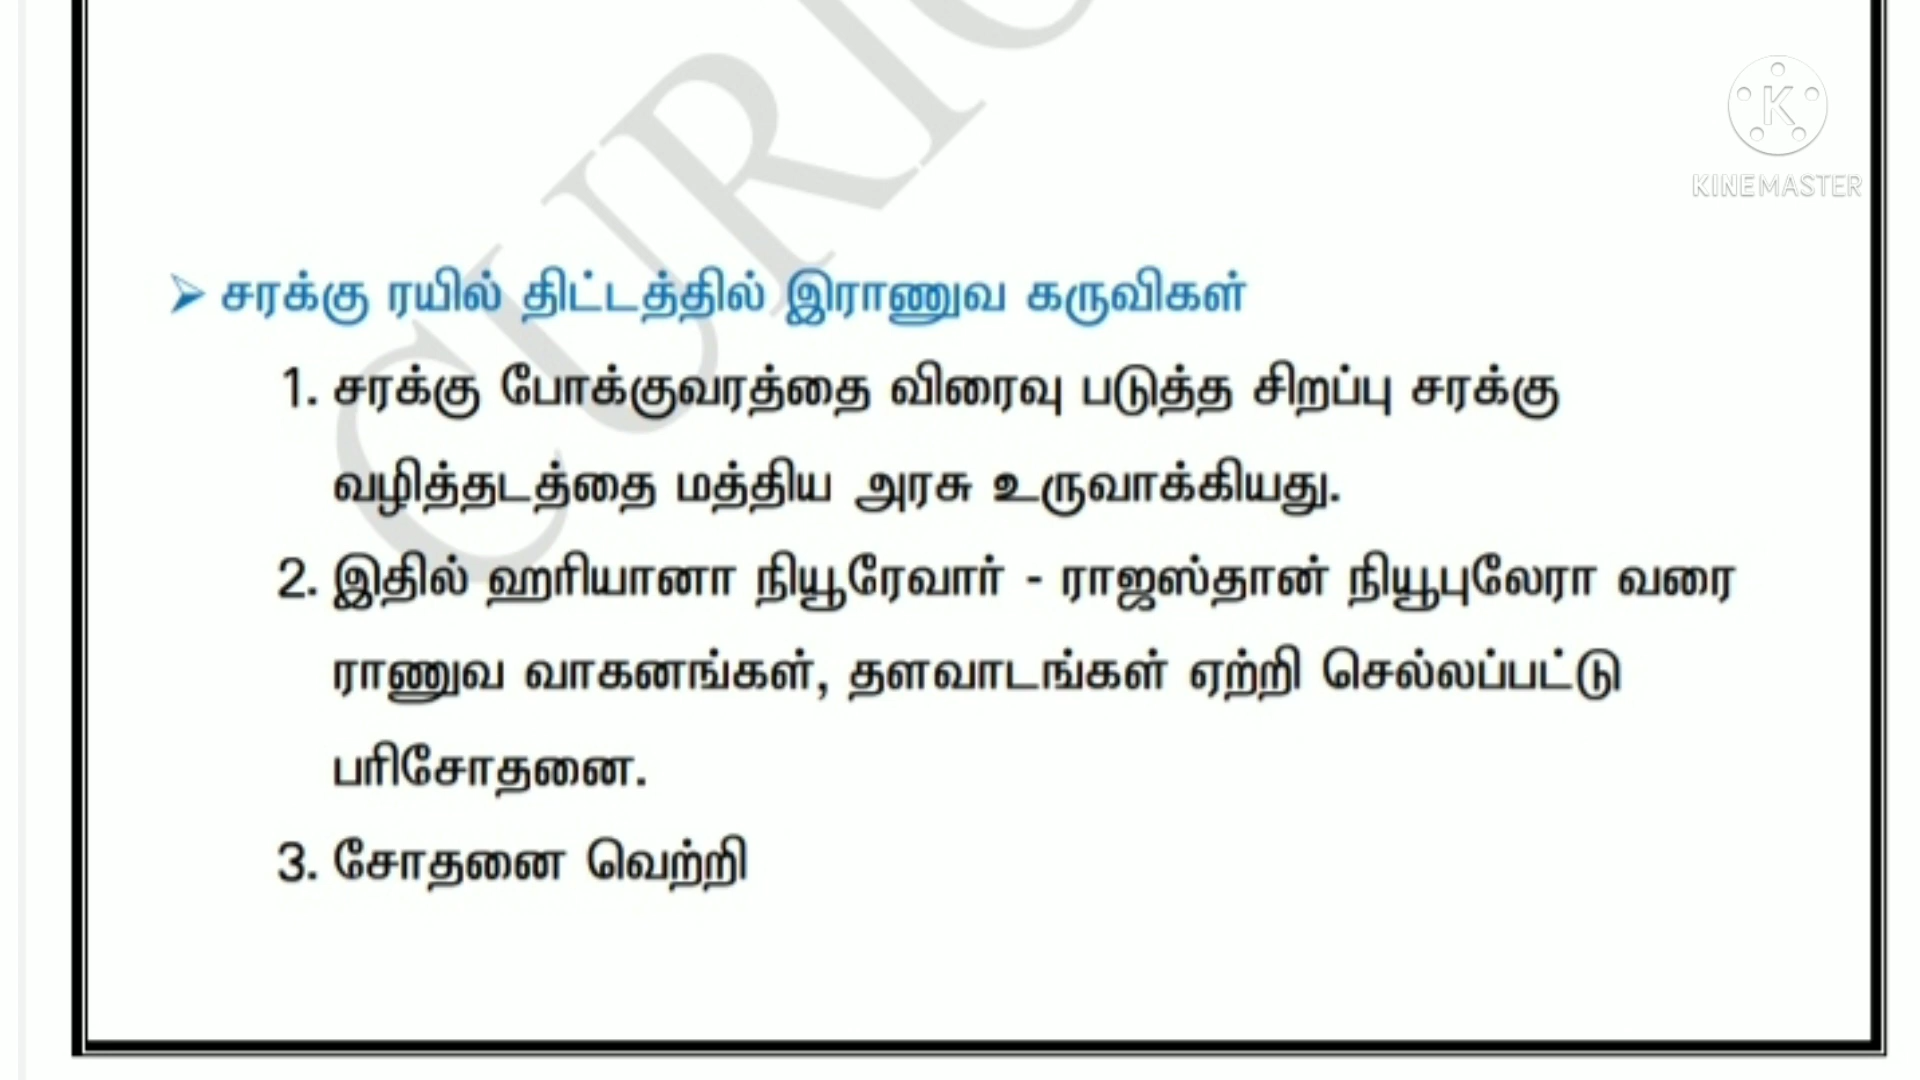 KINEMASTER
➤ சரக்கு ரயில் திட்டத்தில் இராணுவ கருவிகள்
1. சரக்கு போக்குவரத்தை விரைவு படுத்த சிறப்பு சரக்கு
வழித்தடத்தை மத்திய அரசு உருவாக்கியது.
2. இதில் ஹரியானா நியூரேவார் - ராஜஸ்தான் நியூபுலேரா வரை
ராணுவ வாகனங்கள், தளவாடங்கள் ஏற்றி செல்லப்பட்டு
பரிசோதனை.
3. சோதனை வெற்றி